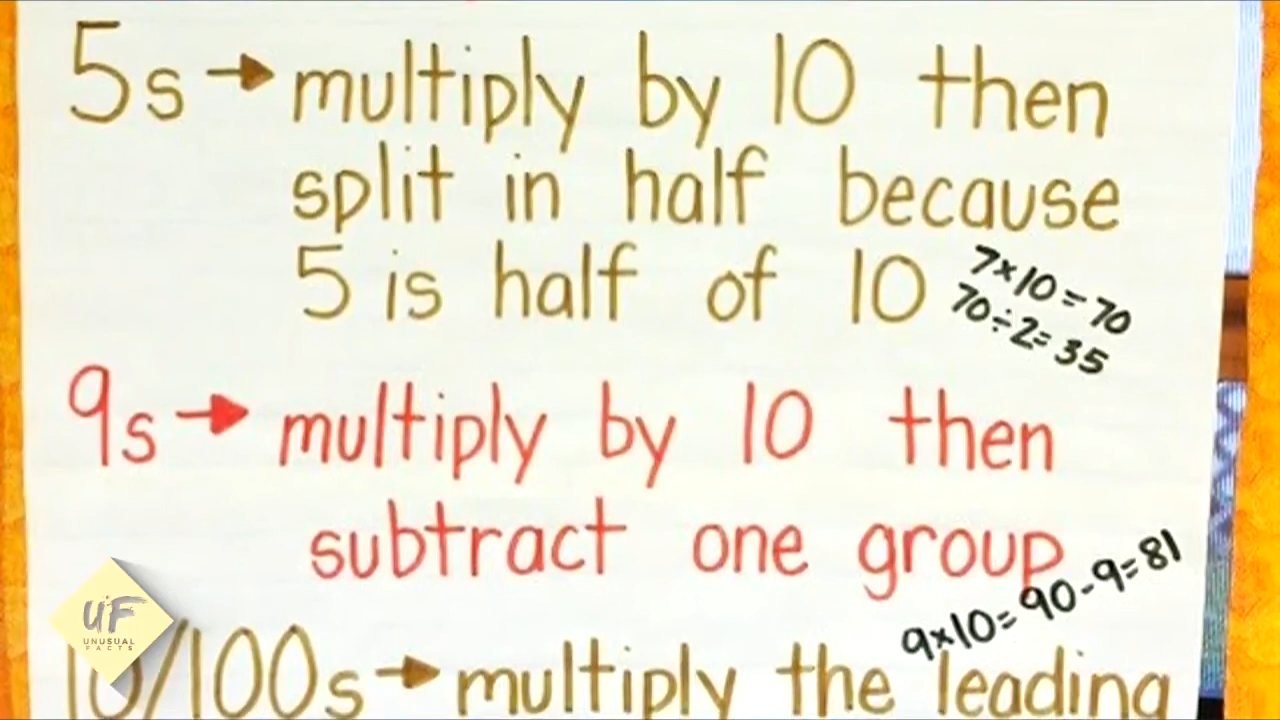 5s → multiply by 10 then
split in half because
5 is half of 10
7×10=70
70÷2=35
9s → multiply by 10 then
subtract one group
9×10=90-9=81
10/100s → multiply the leading
UF
UNUSUAL
FACTS